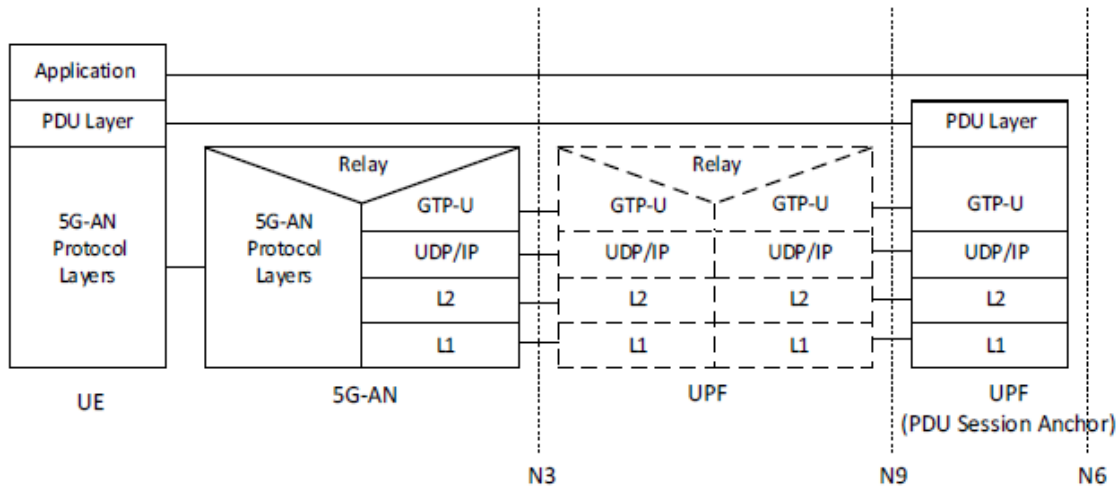 Application
PDU Layer
PDU Layer
Relay
Relay
5G-AN
Protocol
Layers
5G-AN
Protocol
Layers
GTP-U
GTP-U
GTP-U
GTP-U
UDP/IP
UDP/IP
UDP/IP
UDP/IP
L2
L2
L2
L2
L1
L1
L1
L1
UE
5G-AN
UPF
UPF
(PDU Session Anchor)
N3
N9
N6